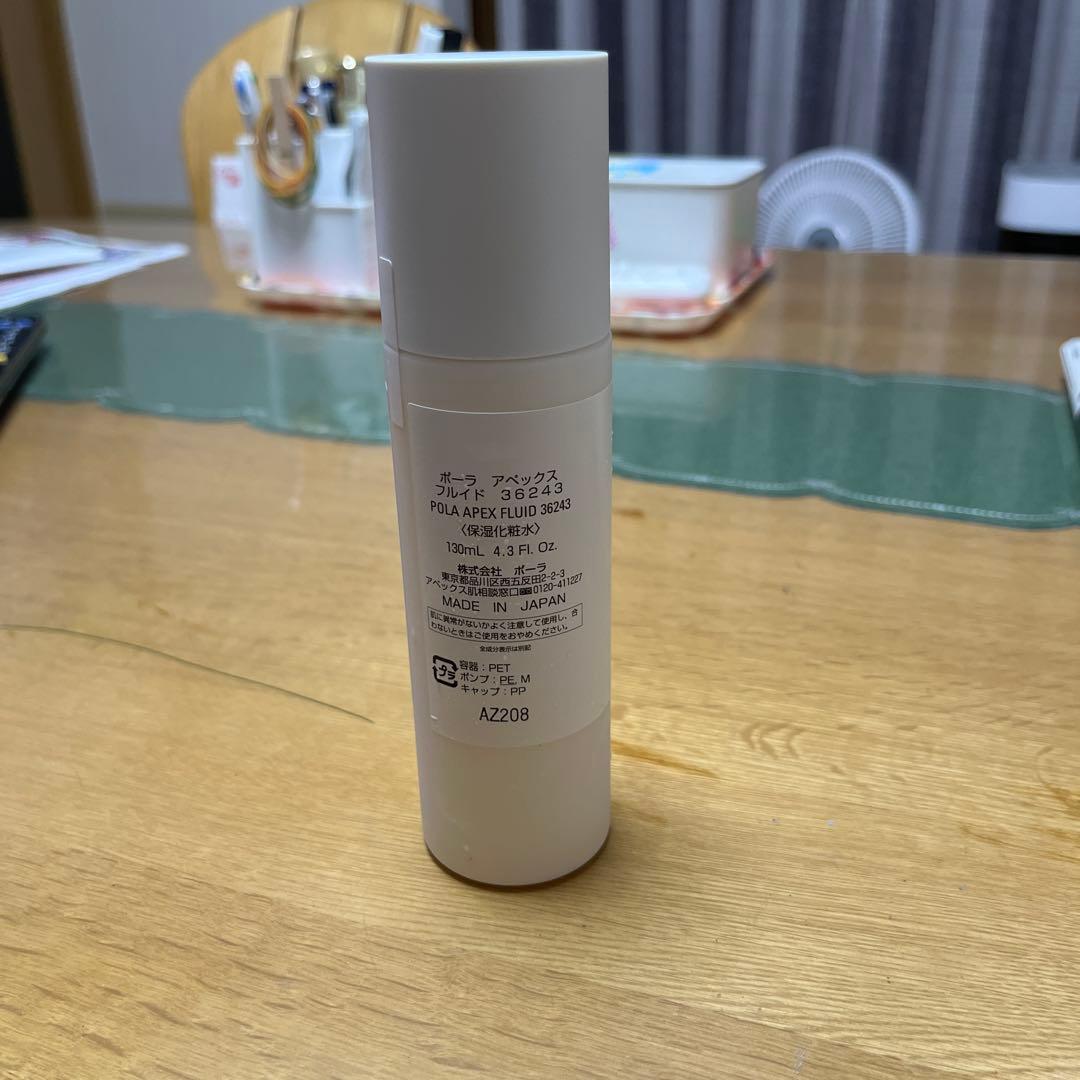 ポーラ　アペックス
フルイド　３６２４３
POLA APEX FLUID 36243
〈保湿化粧水〉
130mL 4.3 Fl. Oz.
株式会社　ポーラ
東京都品川区西五反田2-2-3
アペックス肌相談窓口0120-411227
MADE IN JAPAN
肌に異常がないかよく注意して使用し、合
わないときはご使用をおやめください。
全成分表示は別記
プラ
容器：PET
ポンプ：PE, M
キャップ：PP
AZ208